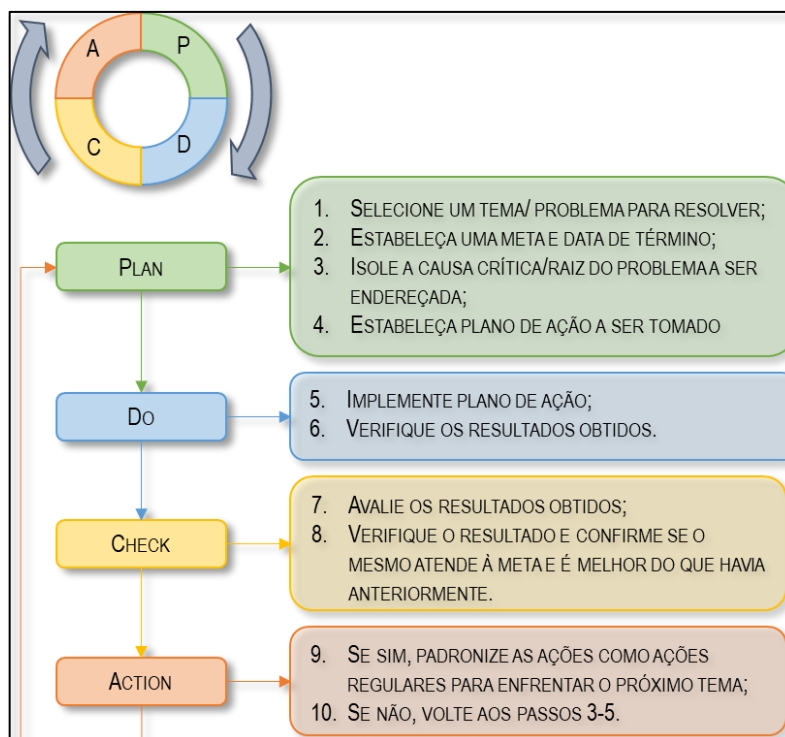 A P
C D
PLAN
1. SELECIONE UM TEMA/ PROBLEMA PARA RESOLVER;
2. ESTABELEÇA UMA META E DATA DE TÉRMINO;
3. ISOLE A CAUSA CRÍTICA/RAIZ DO PROBLEMA A SER
ENDEREÇADA;
4. ESTABELEÇA PLANO DE AÇÃO A SER TOMADO
DO
5. IMPLEMENTE PLANO DE AÇÃO;
6. VERIFIQUE OS RESULTADOS OBTIDOS.
CHECK
7. AVALIE OS RESULTADOS OBTIDOS;
8. VERIFIQUE O RESULTADO E CONFIRME SE O
MESMO ATENDE À META E É MELHOR DO QUE HAVIA
ANTERIORMENTE.
ACTION
9. SE SIM, PADRONIZE AS AÇÕES COMO AÇÕES
REGULARES PARA ENFRENTAR O PRÓXIMO TEMA;
10. SE NÃO, VOLTE AOS PASSOS 3-5.